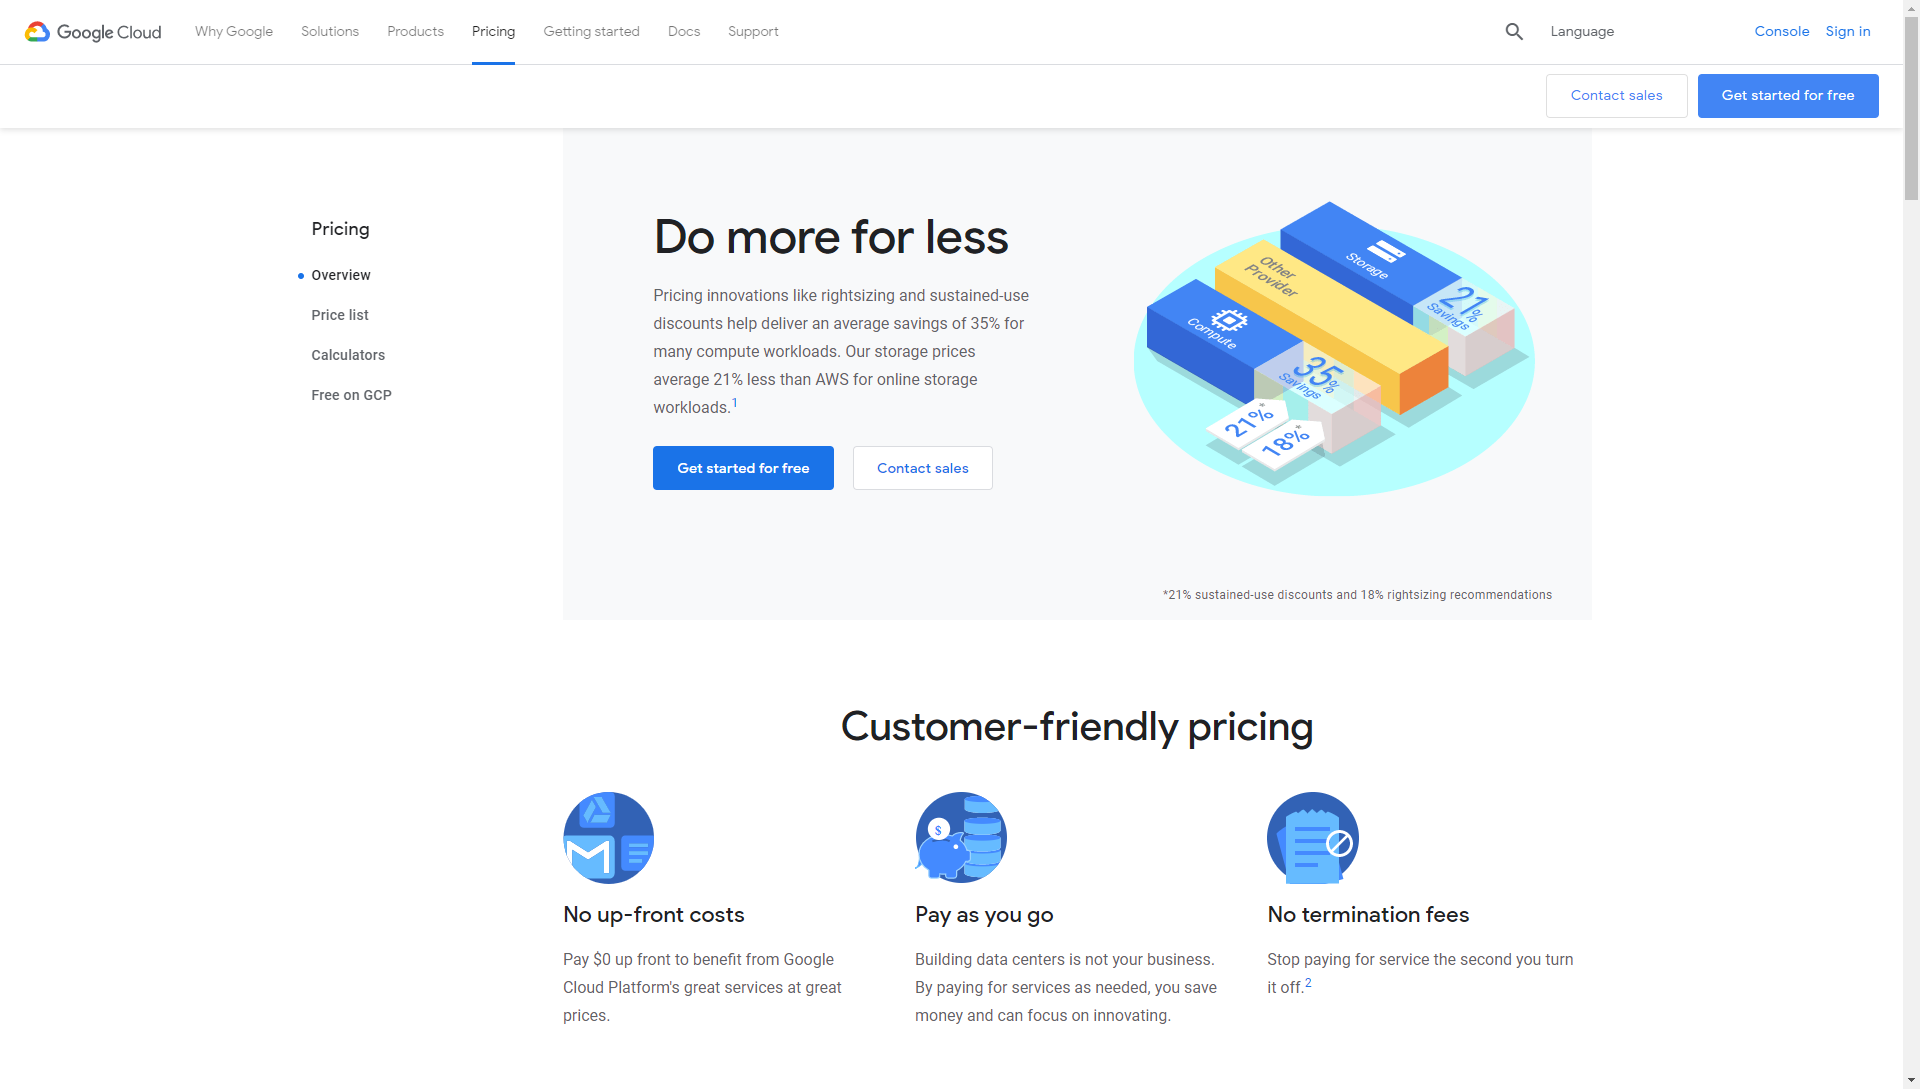 Google Cloud
Why Google
Solutions
Products
Pricing
Getting started
Docs
Support
Language
Console
Sign in
Contact sales
Get started for free
Pricing
Overview
Price list
Calculators
Free on GCP
Do more for less
Pricing innovations like rightsizing and sustained-use
discounts help deliver an average savings of 35% for
many compute workloads. Our storage prices
average 21% less than AWS for online storage
workloads.1
Get started for free
Contact sales
Storage
21%
Savings
Other
Provider
Compute
35%
Savings
21%*
18%*
*21% sustained-use discounts and 18% rightsizing recommendations
Customer-friendly pricing
$
No up-front costs
Pay $0 up front to benefit from Google
Cloud Platform's great services at great
prices.
Pay as you go
Building data centers is not your business.
By paying for services as needed, you save
money and can focus on innovating.
No termination fees
Stop paying for service the second you turn
it off.2